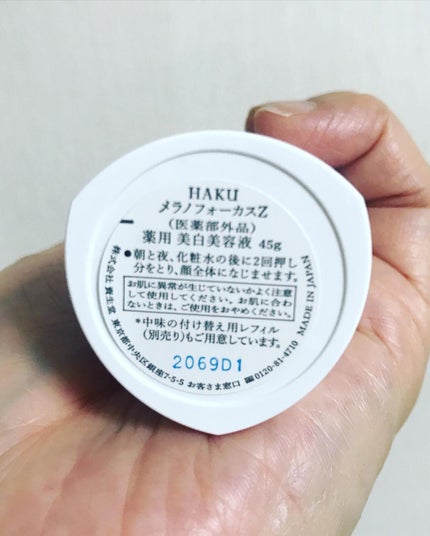 HAKU
メラノフォーカスZ
(医薬部外品)
薬用 美白美容液 45g
●朝と夜、化粧水の後に2回押し
分をとり、顔全体になじませます。
お肌に異常が生じていないかよく注意
して使用してください。お肌に合わ
ないときは、ご使用をおやめください。
*中味の付け替え用レフィル
(別売り)もご用意しています。
2069D1
株式会社 資生堂 東京都中央区銀座7-5-5 お客さま窓口 0120-81-4710 MADE IN JAPAN